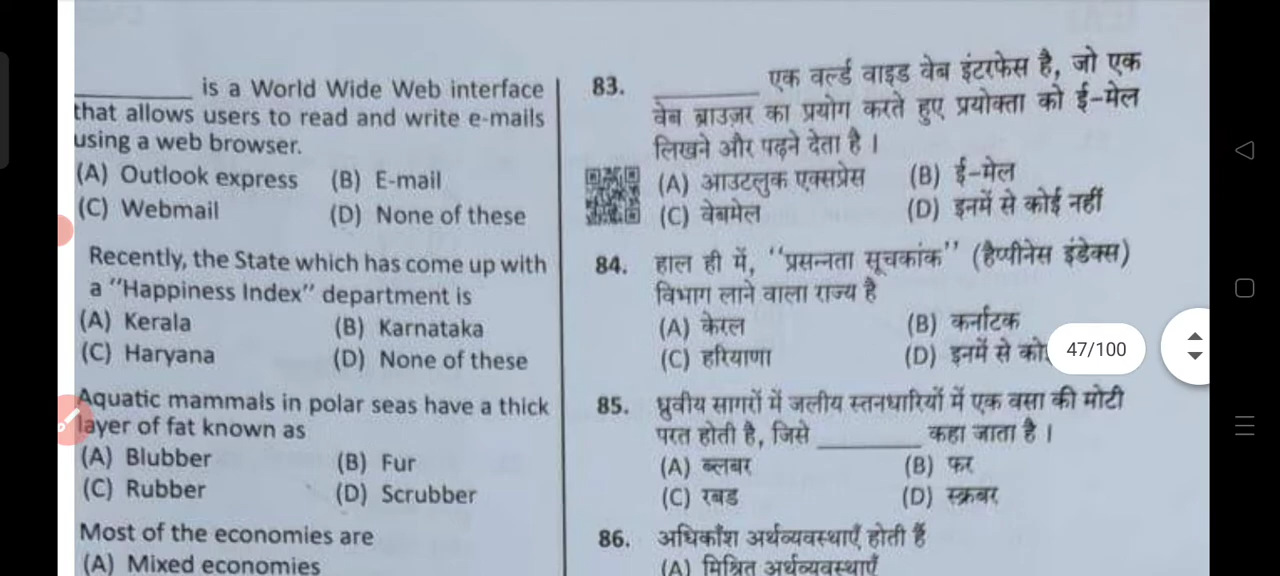 _________ is a World Wide Web interface
that allows users to read and write e-mails
using a web browser.
(A) Outlook express (B) E-mail
(C) Webmail (D) None of these
Recently, the State which has come up with
a "Happiness Index" department is
(A) Kerala (B) Karnataka
(C) Haryana (D) None of these
Aquatic mammals in polar seas have a thick
layer of fat known as
(A) Blubber (B) Fur
(C) Rubber (D) Scrubber
Most of the economies are
(A) Mixed economies
83. _________ एक वर्ल्ड वाइड वेब इंटरफेस है, जो एक
वेब ब्राउज़र का प्रयोग करते हुए प्रयोक्ता को ई-मेल
लिखने और पढ़ने देता है ।
(A) आउटलुक एक्सप्रेस (B) ई-मेल
(C) वेबमेल (D) इनमें से कोई नहीं
84. हाल ही में, "प्रसन्नता सूचकांक" (हैप्पीनेस इंडेक्स)
विभाग लाने वाला राज्य है
(A) केरल (B) कर्नाटक
(C) हरियाणा (D) इनमें से
47/100
85. ध्रुवीय सागरों में जलीय स्तनधारियों में एक वसा की मोटी
परत होती है, जिसे _________ कहा जाता है ।
(A) ब्लबर (B) फर
(C) रबड (D) स्क्रबर
86. अधिकाँश अर्थव्यवस्थाएँ होती हैं
(A) मिश्रित अर्थव्यवस्थाएँ